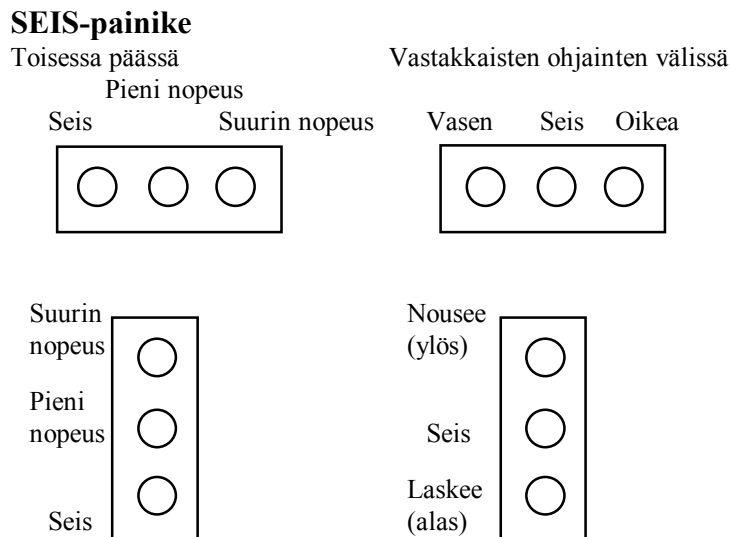 SEIS-painike
Toisessa päässä
Vastakkaisten ohjainten välissä
Pieni nopeus
Seis
Suurin nopeus
Vasen
Seis
Oikea
Suurin
nopeus
Pieni
nopeus
Seis
Nousee
(ylös)
Seis
Laskee
(alas)